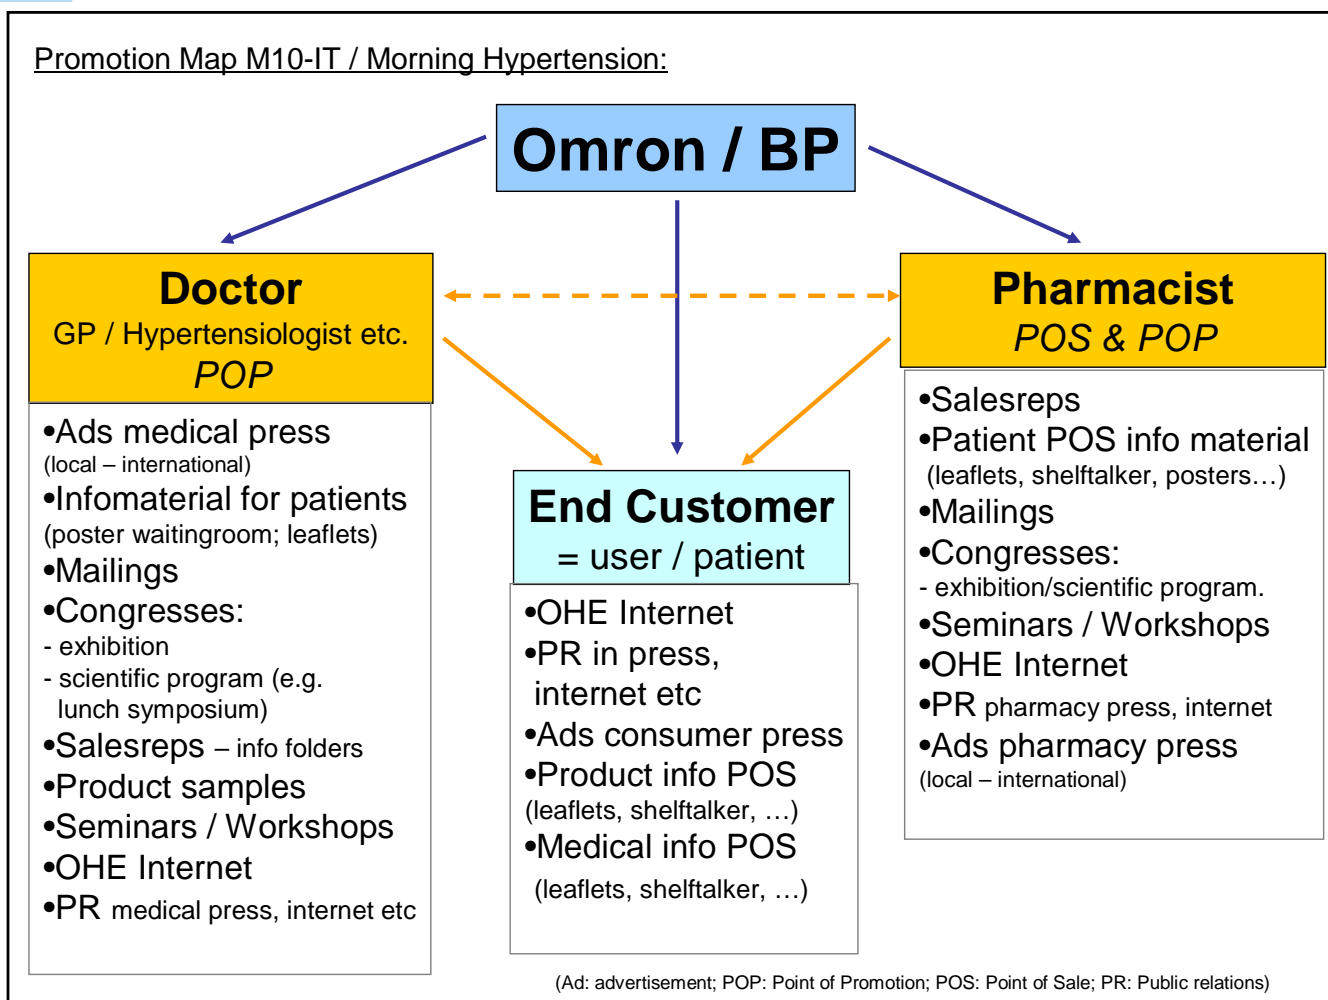 Promotion Map M10-IT / Morning Hypertension:
Omron / BP
Doctor
GP / Hypertensiologist etc.
POP
•Ads medical press
(local – international)
•Infomaterial for patients
(poster waitingroom; leaflets)
•Mailings
•Congresses:
- exhibition
- scientific program (e.g.
lunch symposium)
•Salesreps – info folders
•Product samples
•Seminars / Workshops
•OHE Internet
•PR medical press, internet etc
End Customer
= user / patient
•OHE Internet
•PR in press,
internet etc
•Ads consumer press
•Product info POS
(leaflets, shelftalker, …)
•Medical info POS
(leaflets, shelftalker, …)
Pharmacist
POS & POP
•Salesreps
•Patient POS info material
(leaflets, shelftalker, posters…)
•Mailings
•Congresses:
- exhibition/scientific program.
•Seminars / Workshops
•OHE Internet
•PR pharmacy press, internet
•Ads pharmacy press
(local – international)
(Ad: advertisement; POP: Point of Promotion; POS: Point of Sale; PR: Public relations)